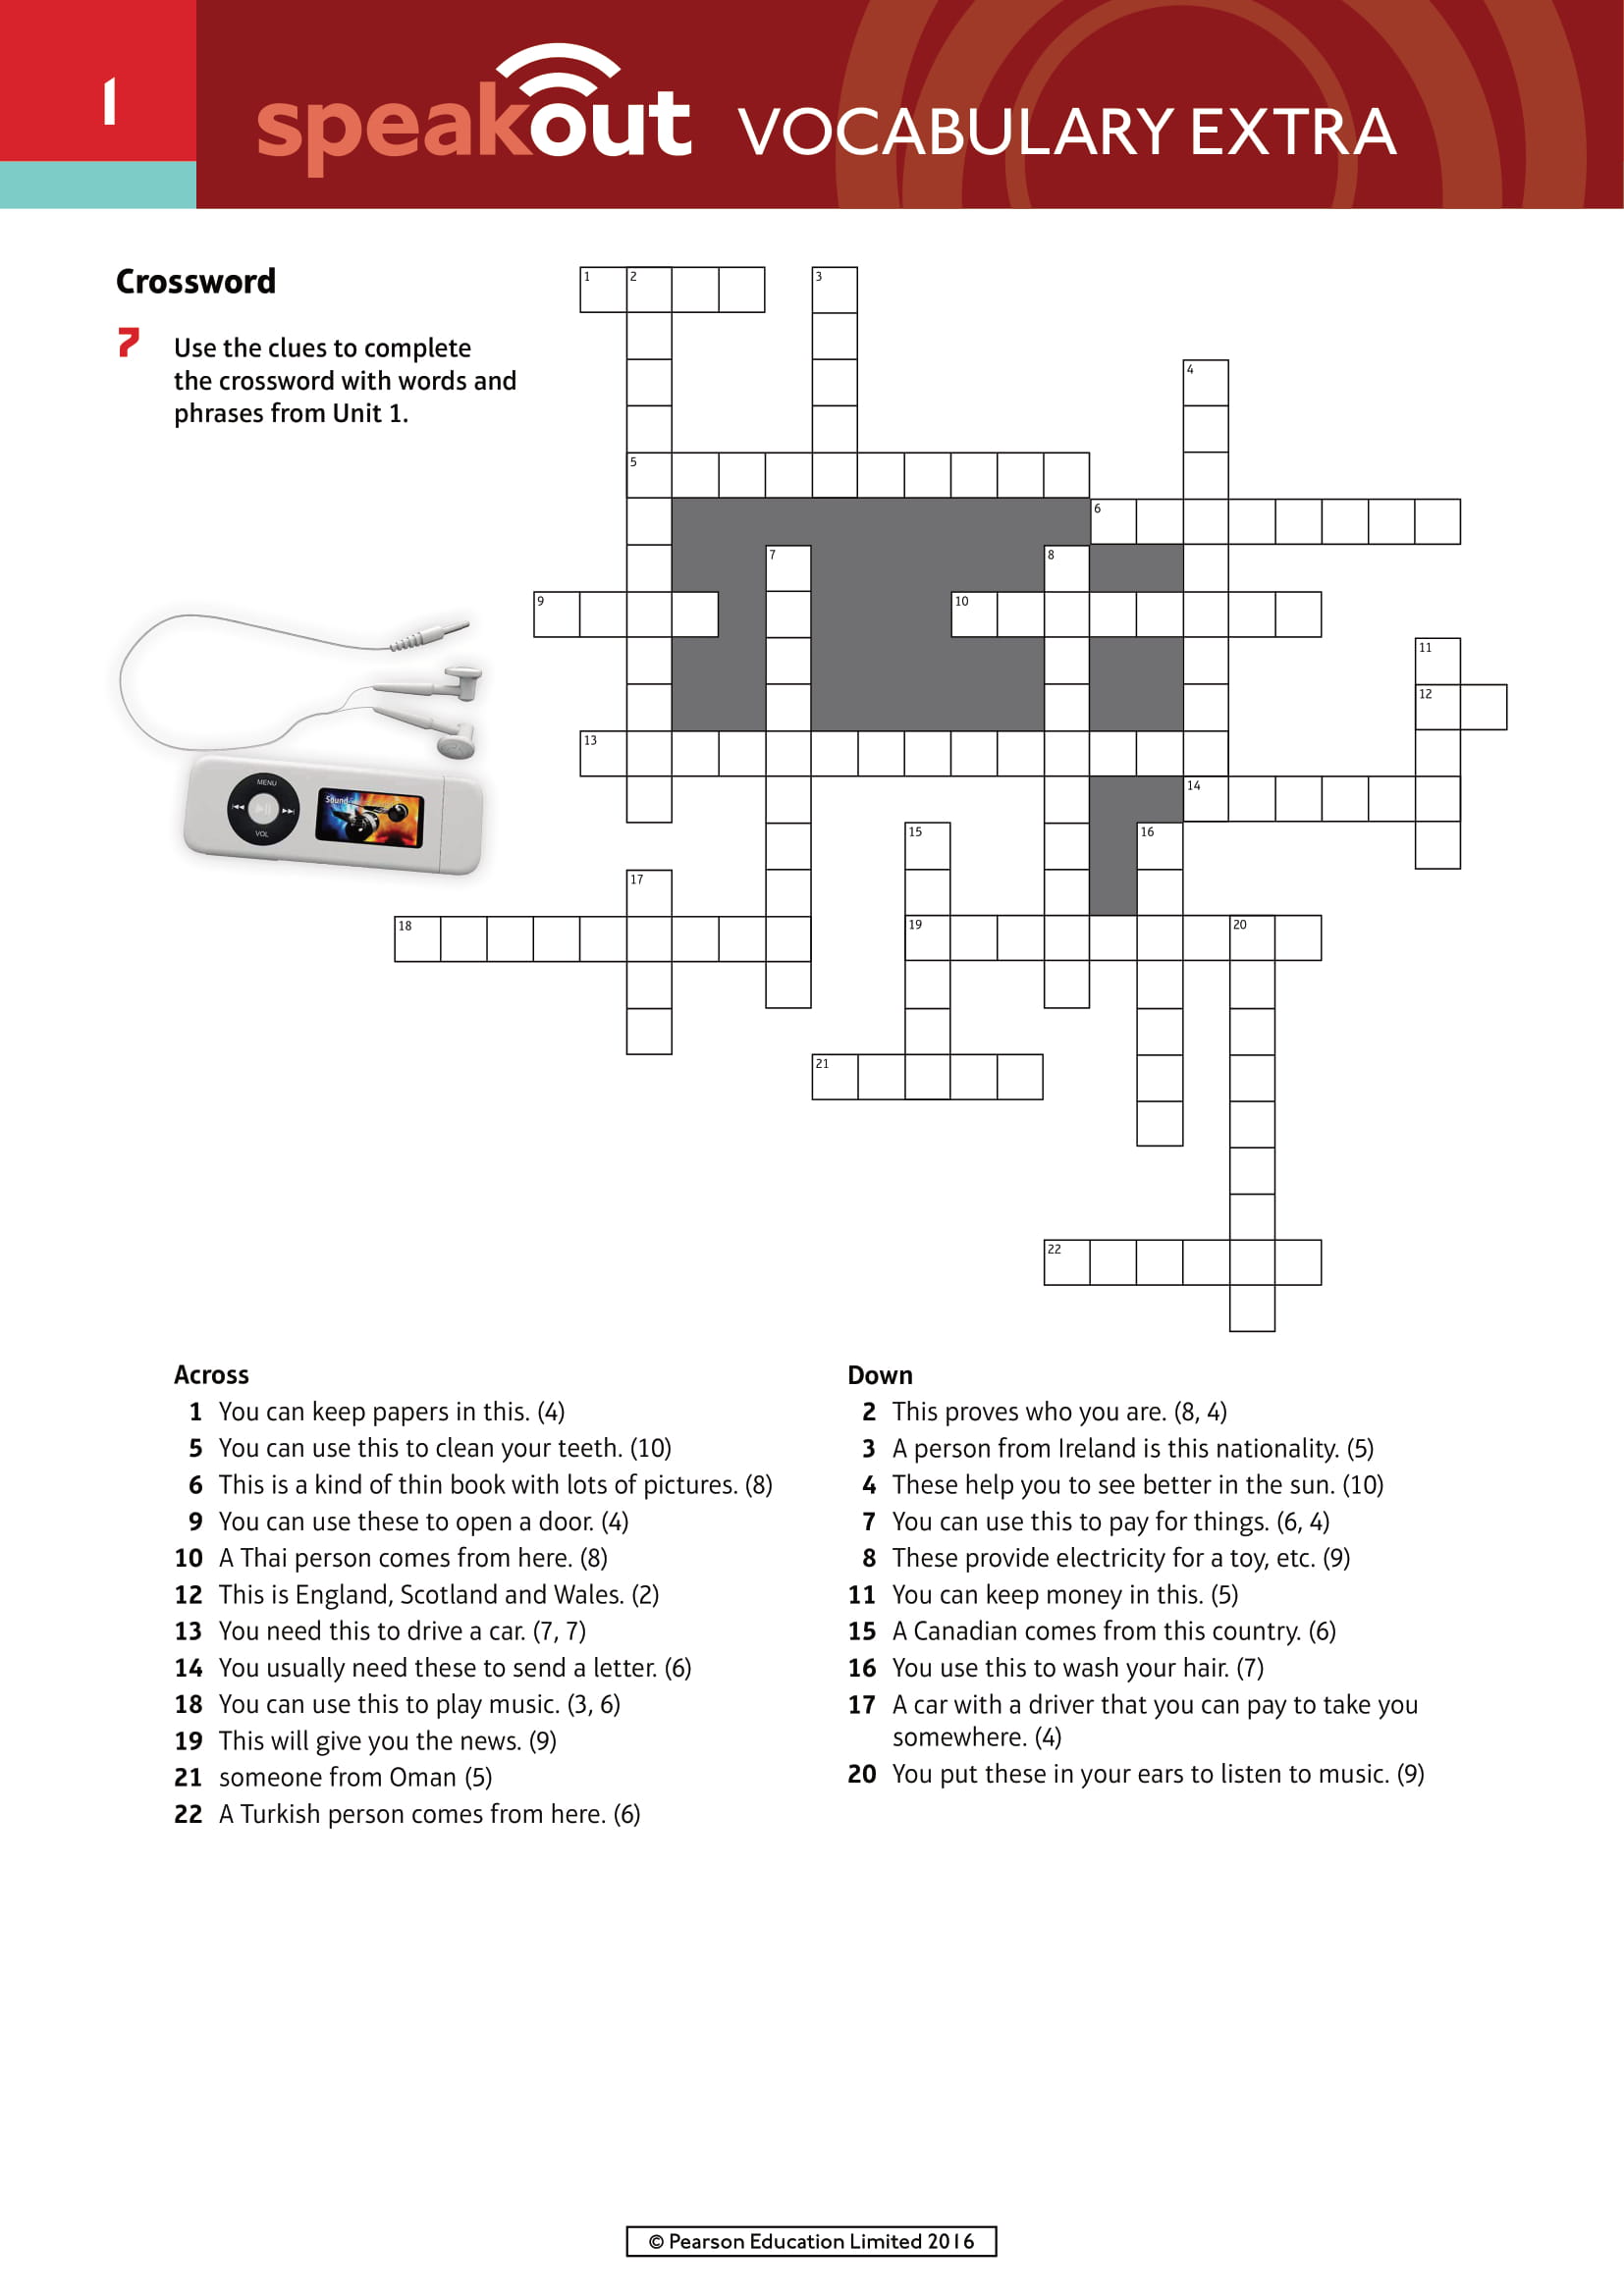 1
speakout VOCABULARY EXTRA
Crossword
7 Use the clues to complete
the crossword with words and
phrases from Unit 1.
1 2 3
4
5
6
7 8
9 10
11
12
13
14
15 16
17
18 19 20
21
22
MENU
VOL
Sound
Across
1 You can keep papers in this. (4)
5 You can use this to clean your teeth. (10)
6 This is a kind of thin book with lots of pictures. (8)
9 You can use these to open a door. (4)
10 A Thai person comes from here. (8)
12 This is England, Scotland and Wales. (2)
13 You need this to drive a car. (7, 7)
14 You usually need these to send a letter. (6)
18 You can use this to play music. (3, 6)
19 This will give you the news. (9)
21 someone from Oman (5)
22 A Turkish person comes from here. (6)
Down
2 This proves who you are. (8, 4)
3 A person from Ireland is this nationality. (5)
4 These help you to see better in the sun. (10)
7 You can use this to pay for things. (6, 4)
8 These provide electricity for a toy, etc. (9)
11 You can keep money in this. (5)
15 A Canadian comes from this country. (6)
16 You use this to wash your hair. (7)
17 A car with a driver that you can pay to take you
somewhere. (4)
20 You put these in your ears to listen to music. (9)
© Pearson Education Limited 2016